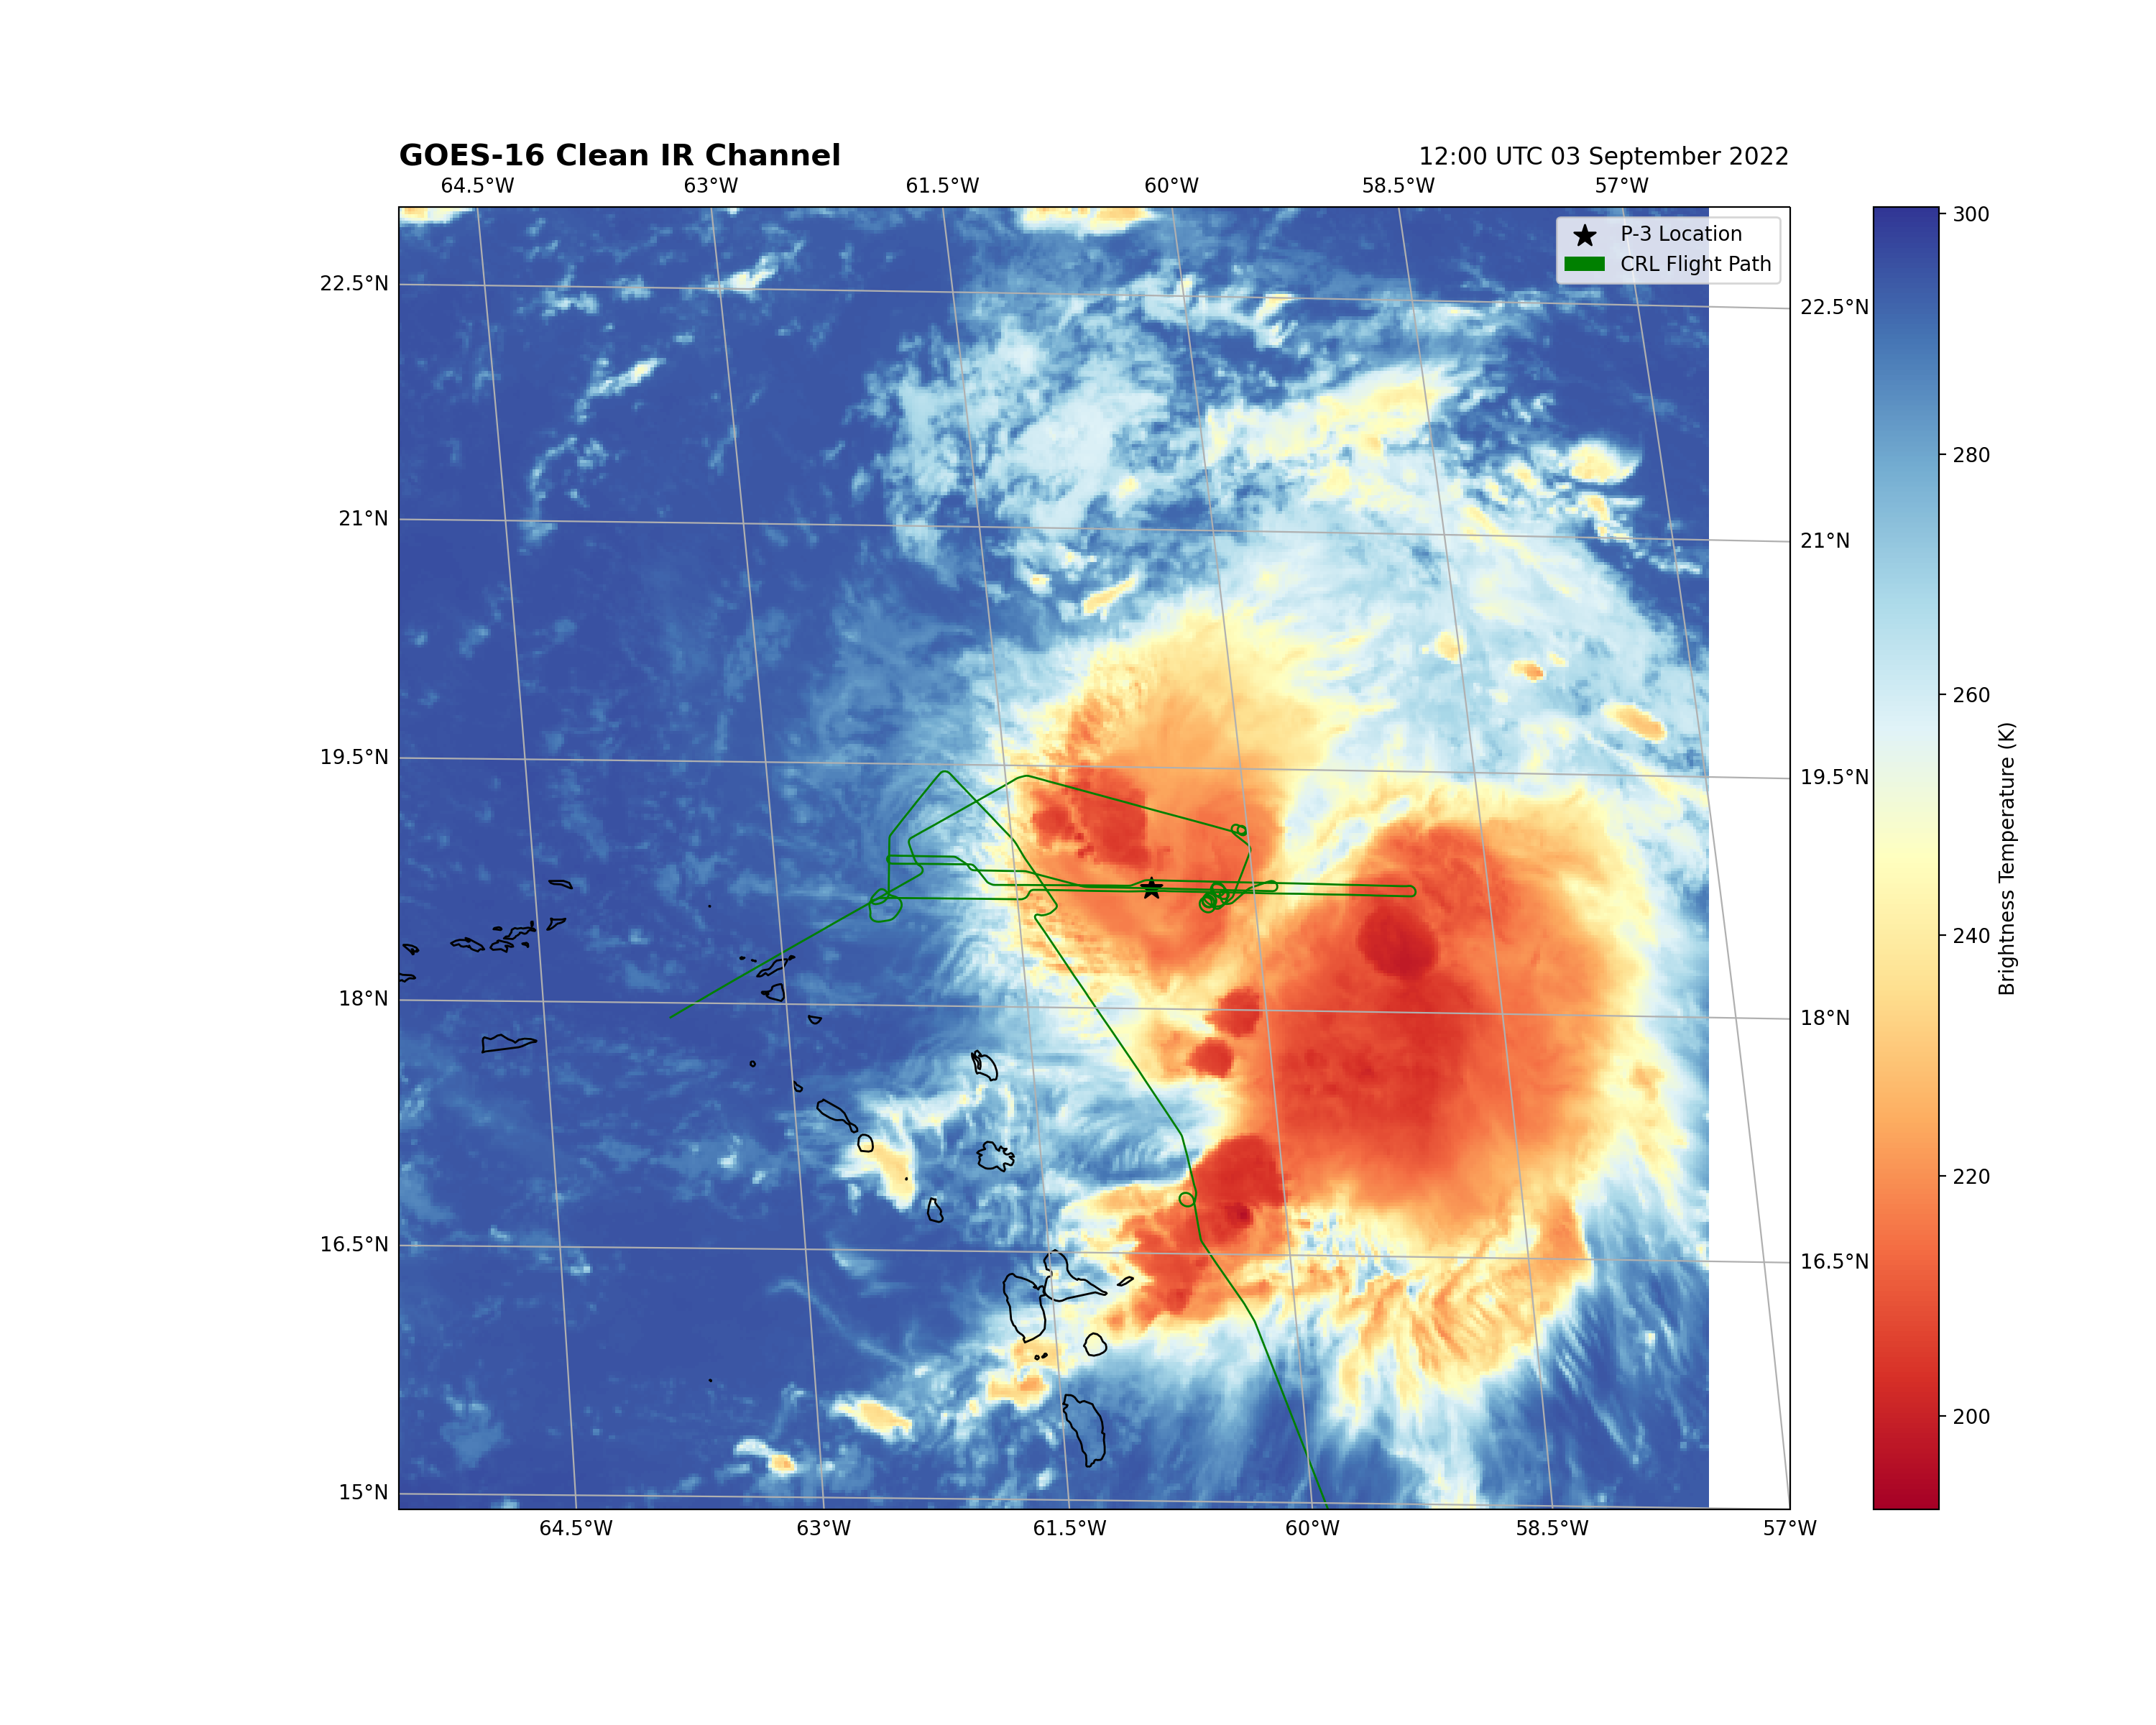 GOES-16 Clean IR Channel
12:00 UTC 03 September 2022
64.5°W 63°W 61.5°W 60°W 58.5°W 57°W
P-3 Location
CRL Flight Path
22.5°N
21°N
19.5°N
18°N
16.5°N
15°N
22.5°N
21°N
19.5°N
18°N
16.5°N
64.5°W 63°W 61.5°W 60°W 58.5°W 57°W
300
280
260
240
220
200
Brightness Temperature (K)